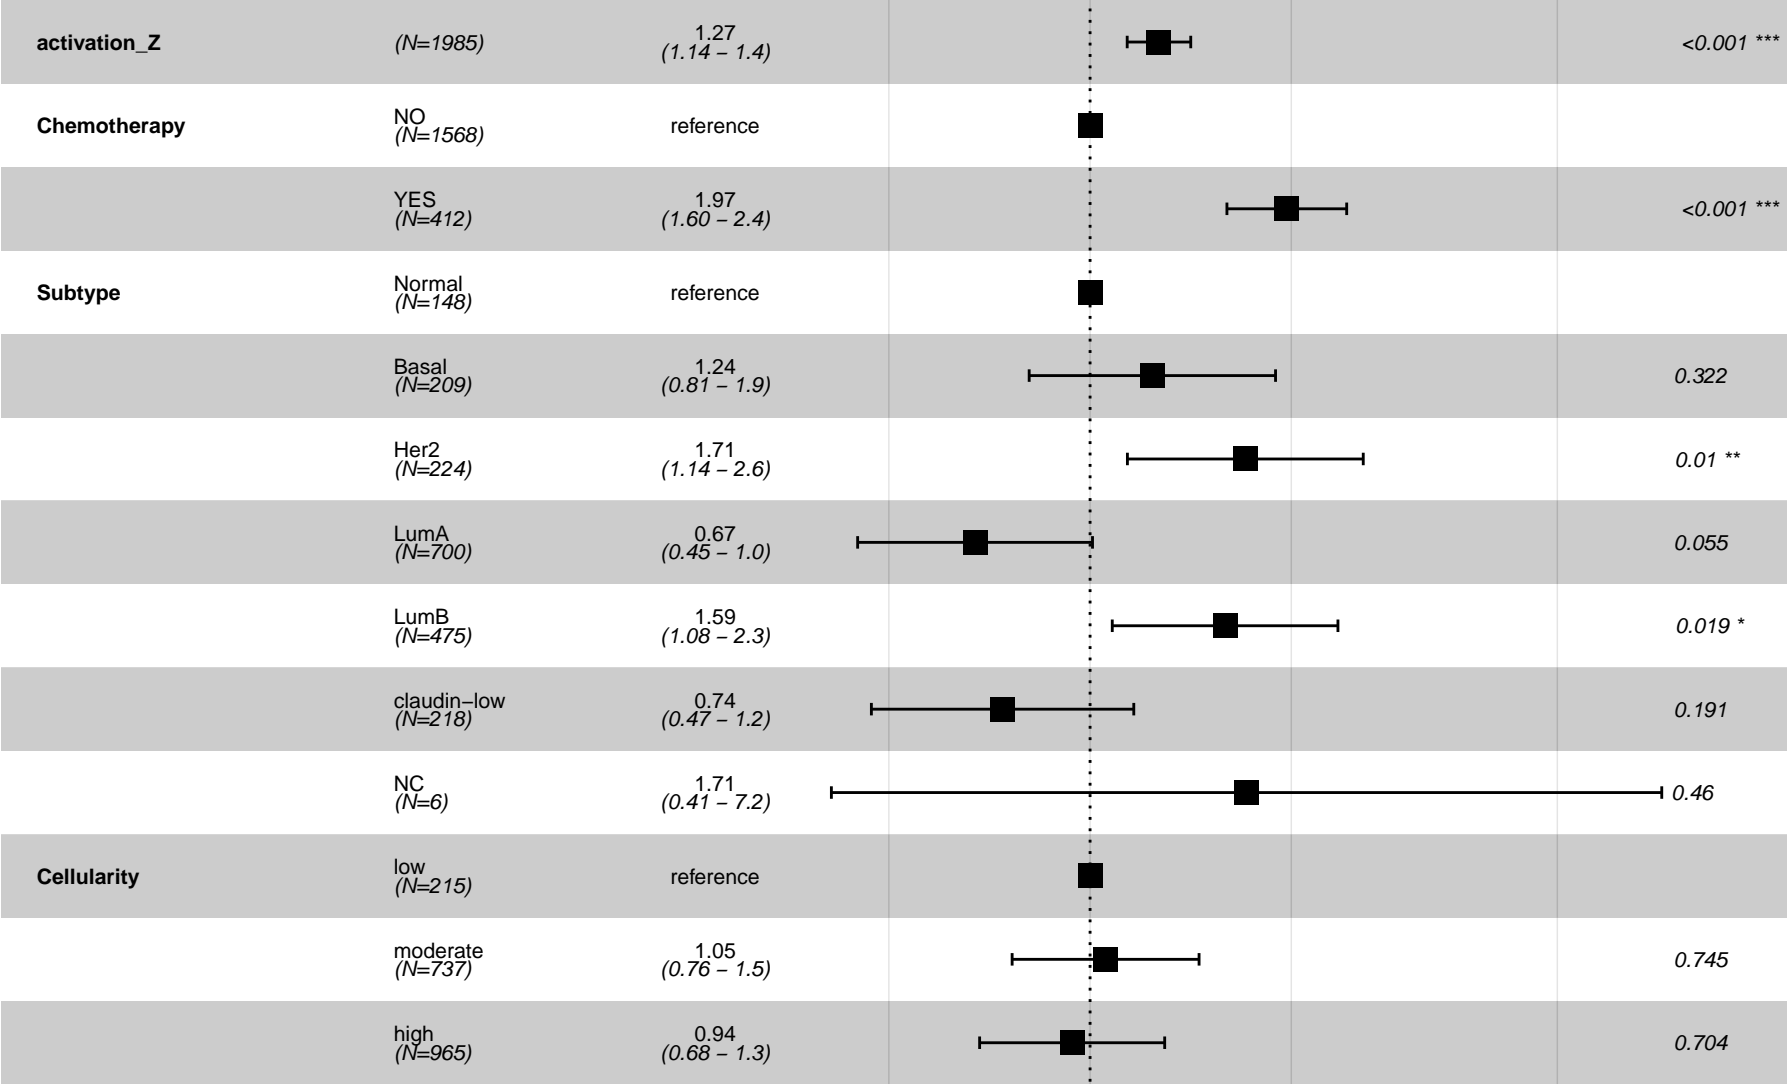 activation_Z (N=1985) 1.27 <0.001 ***
(1.14 − 1.4)
Chemotherapy NO reference
(N=1568)
YES 1.97 <0.001 ***
(N=412) (1.60 − 2.4)
Subtype Normal reference
(N=148)
Basal 1.24 0.322
(N=209) (0.81 − 1.9)
Her2 1.71 0.01 **
(N=224) (1.14 − 2.6)
LumA 0.67 0.055
(N=700) (0.45 − 1.0)
LumB 1.59 0.019 *
(N=475) (1.08 − 2.3)
claudin−low 0.74 0.191
(N=218) (0.47 − 1.2)
NC 1.71 0.46
(N=6) (0.41 − 7.2)
Cellularity low reference
(N=215)
moderate 1.05 0.745
(N=737) (0.76 − 1.5)
high 0.94 0.704
(N=965) (0.68 − 1.3)